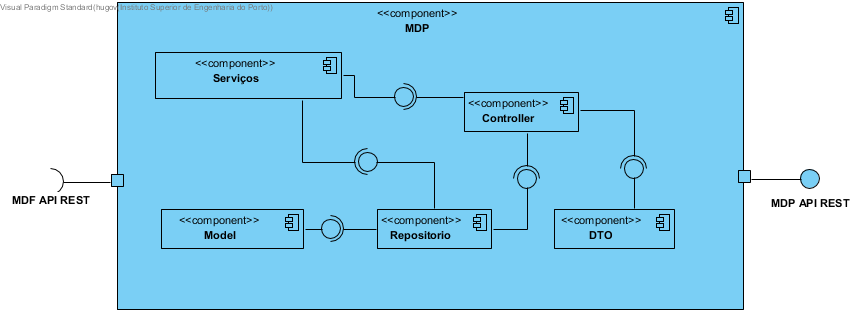 Visual Paradigm Standard(hugov(Instituto Superior de Engenharia do Porto))
<<component>>
MDP
<<component>>
Serviços
<<component>>
Controller
MDF API REST
MDP API REST
<<component>>
Model
<<component>>
Repositorio
<<component>>
DTO